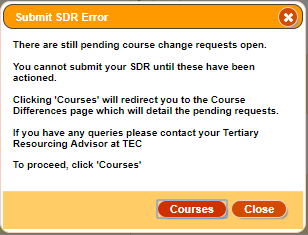 Submit SDR Error
There are still pending course change requests open.
You cannot submit your SDR until these have been
actioned.
Clicking 'Courses' will redirect you to the Course
Differences page which will detail the pending requests.
If you have any queries please contact your Tertiary
Resourcing Advisor at TEC
To proceed, click 'Courses'
Courses Close